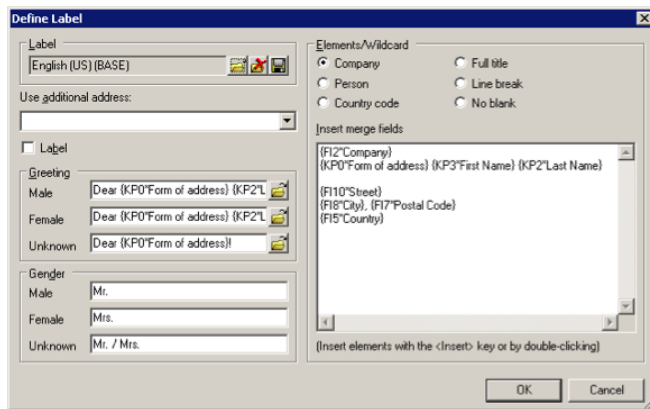 Define Label
Label
English (US) (BASE)
Use additional address:
Label
Greeting
Male
Dear {KP0"Form of address} {KP2"L
Female
Dear {KP0"Form of address} {KP2"L
Unknown
Dear {KP0"Form of address}!
Gender
Male
Mr.
Female
Mrs.
Unknown
Mr. / Mrs.
Elements/Wildcard
Company
Full title
Person
Line break
Country code
No blank
Insert merge fields
{FI2"Company}
{KP0"Form of address} {KP3"First Name} {KP2"Last Name}
{FI10"Street}
{FI8"City}, {FI7"Postal Code}
{FI5"Country}
(Insert elements with the <Insert> key or by double-clicking)
OK
Cancel